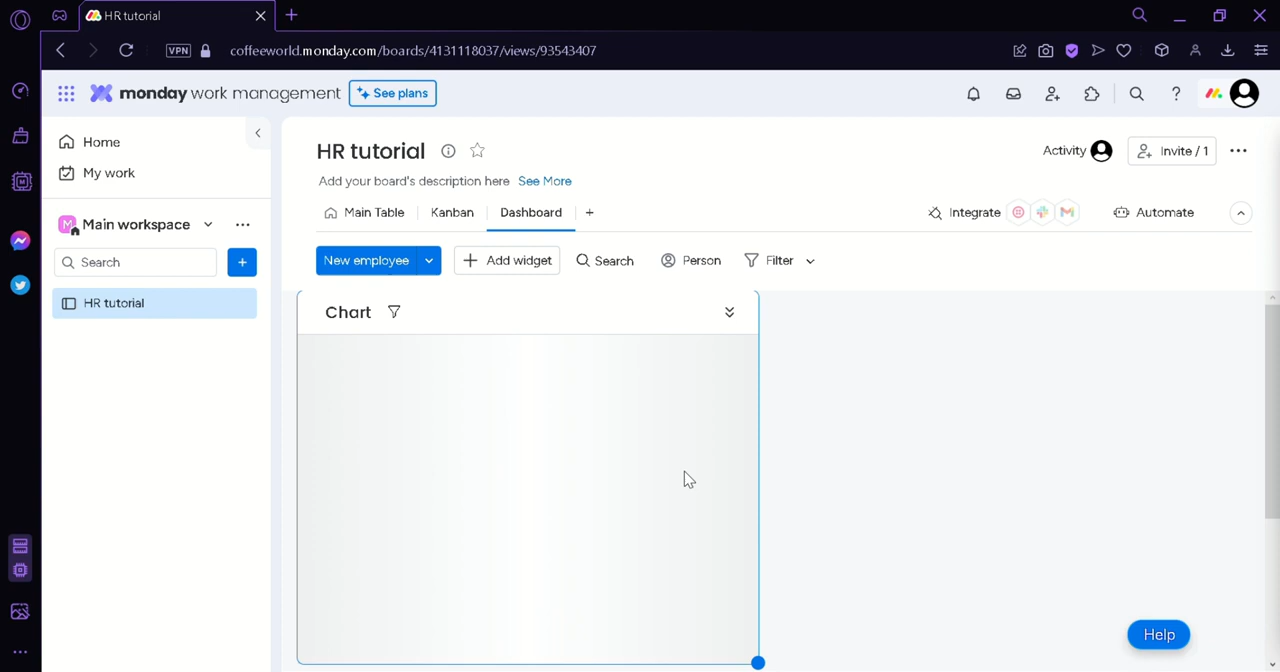 HR tutorial
VPN
coffeeworld.monday.com/boards/4131118037/views/93543407
monday work management
See plans
Home
My work
M
Main workspace
Search
HR tutorial
HR tutorial
Add your board's description here See More
Activity
Invite / 1
Main Table
Kanban
Dashboard
Integrate
Automate
New employee
Add widget
Search
Person
Filter
Chart
Help